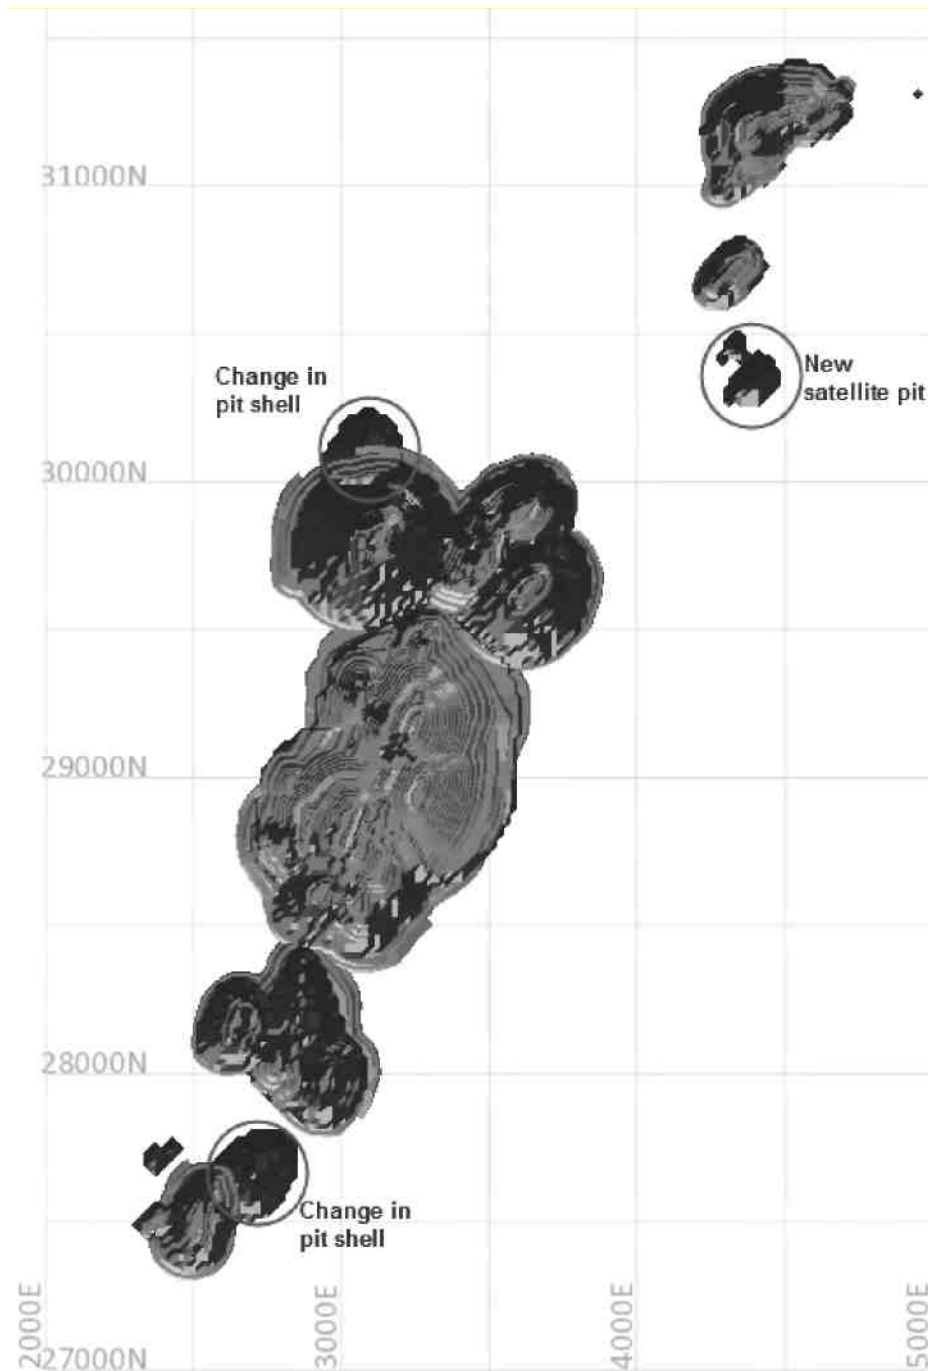 31000N
Change in
pit shell
New
satellite pit
30000N
29000N
28000N
Change in
pit shell
2000E
3000E
4000E
5000E
27000N